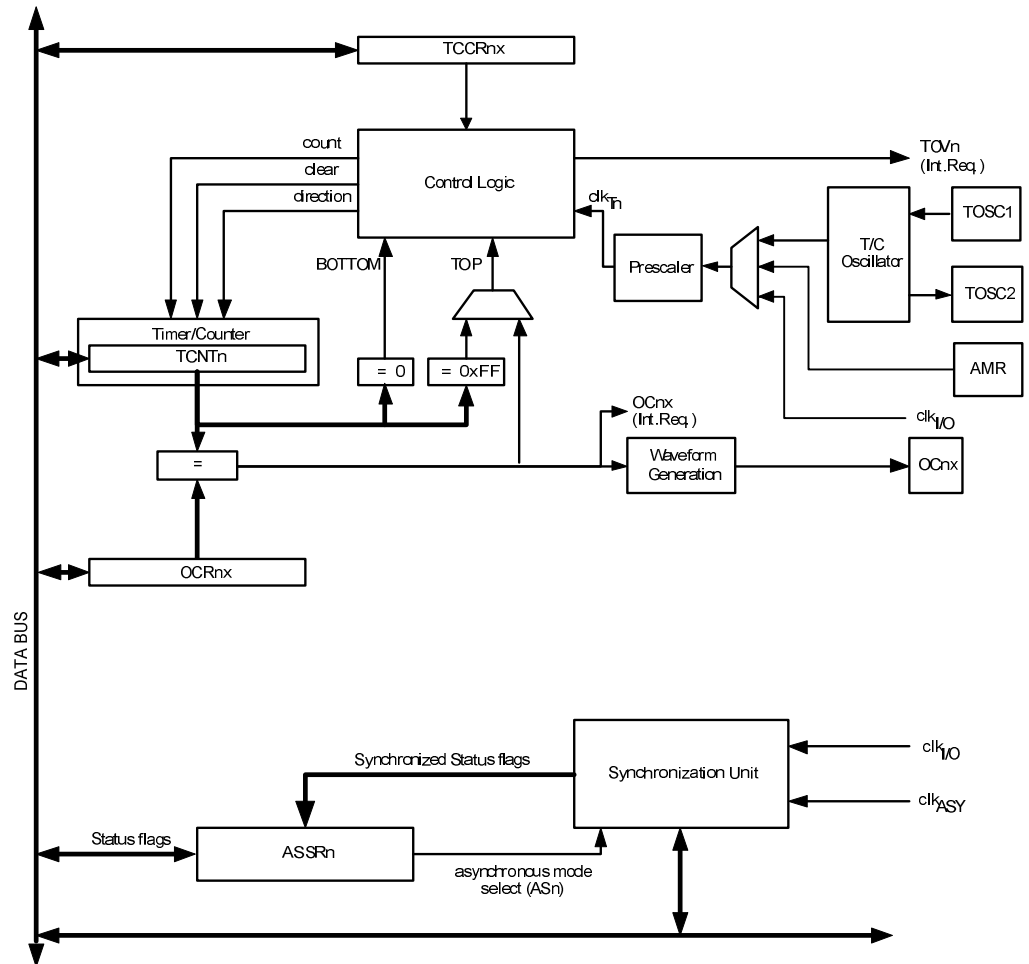 TCCRnx
count
clear
direction
Control Logic
TOVn
(Int.Req.)
clkTn
TOSC1
T/C
Oscillator
TOSC2
Prescaler
BOTTOM
TOP
Timer/Counter
TCNTn
= 0
= 0xFF
AMR
OCnx
(Int.Req.)
clkI/O
=
Waveform
Generation
OCnx
OCRnx
DATA BUS
Synchronized Status flags
Synchronization Unit
clkI/O
clkASY
Status flags
ASSRn
asynchronous mode
select (ASn)